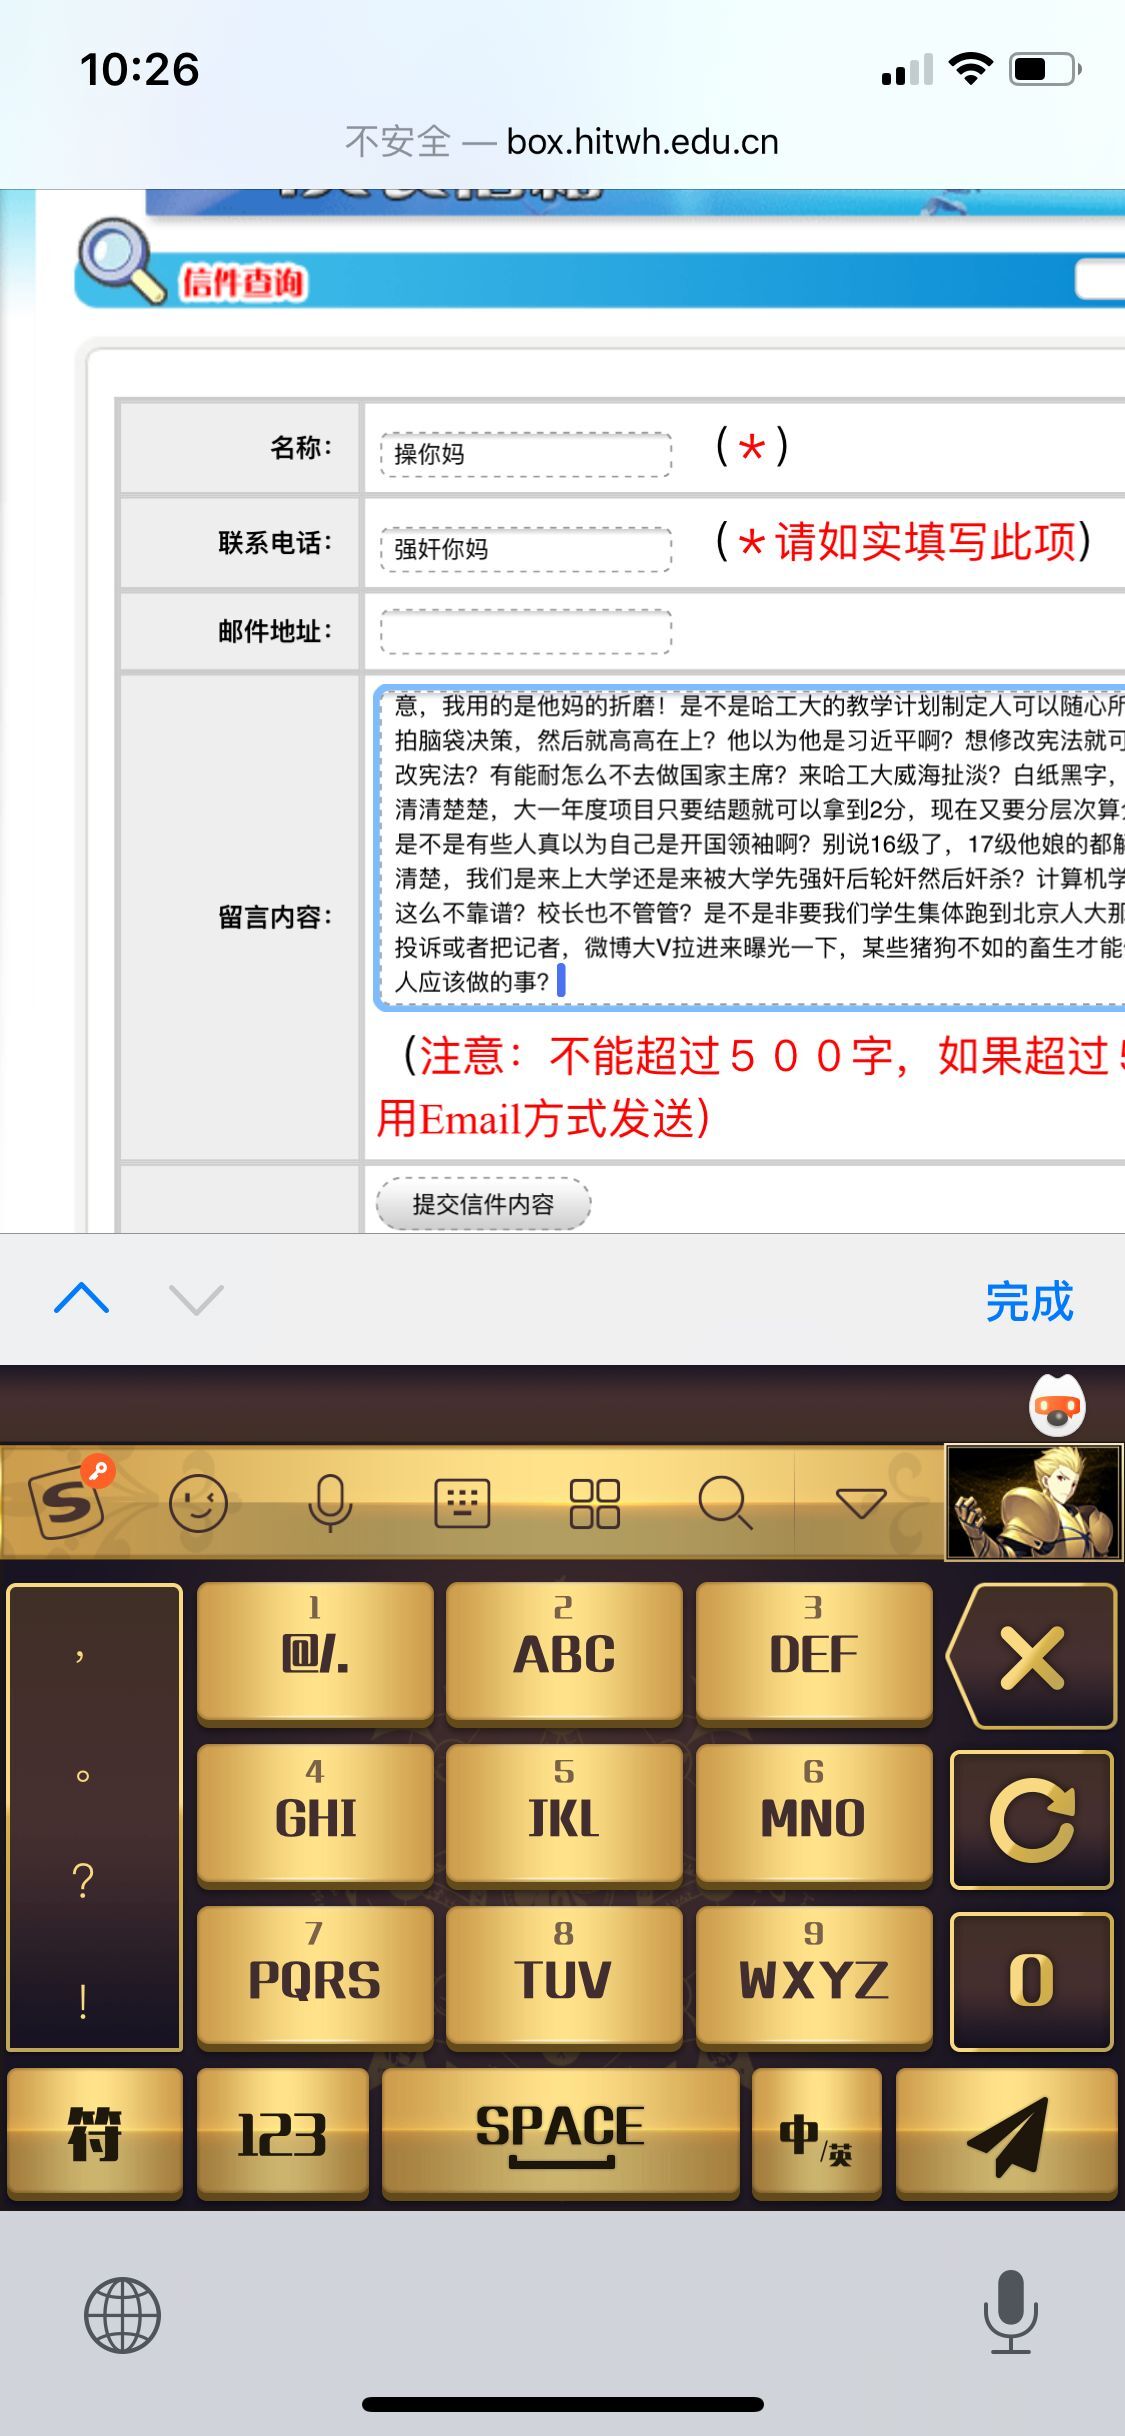 10:26
不安全 — box.hitwh.edu.cn
信件查询
名称：
操你妈
(*)
联系电话：
强奸你妈
(*请如实填写此项)
邮件地址：
意，我用的是他妈的折磨！是不是哈工大的教学计划制定人可以随心所
拍脑袋决策，然后就高高在上？他以为他是习近平啊？想修改宪法就可
改宪法？有能耐怎么不去做国家主席？来哈工大威海扯淡？白纸黑字，
清清楚楚，大一年度项目只要结题就可以拿到2分，现在又要分层次算分
是不是有些人真以为自己是开国领袖啊？别说16级了，17级他娘的都解
清楚，我们是来上大学还是来被大学先强奸后轮奸然后奸杀？计算机学
留言内容：
这么不靠谱？校长也不管管？是不是非要我们学生集体跑到北京人大那
投诉或者把记者，微博大V拉进来曝光一下，某些猪狗不如的畜生才能
人应该做的事？
(注意：不能超过５００字，如果超过5
用Email方式发送)
提交信件内容
完成
S
，
。
？
！
1
@/.
2
ABC
3
DEF
4
GHI
5
JKL
6
MNO
7
PQRS
8
TUV
9
WXYZ
0
符
123
SPACE
中/英